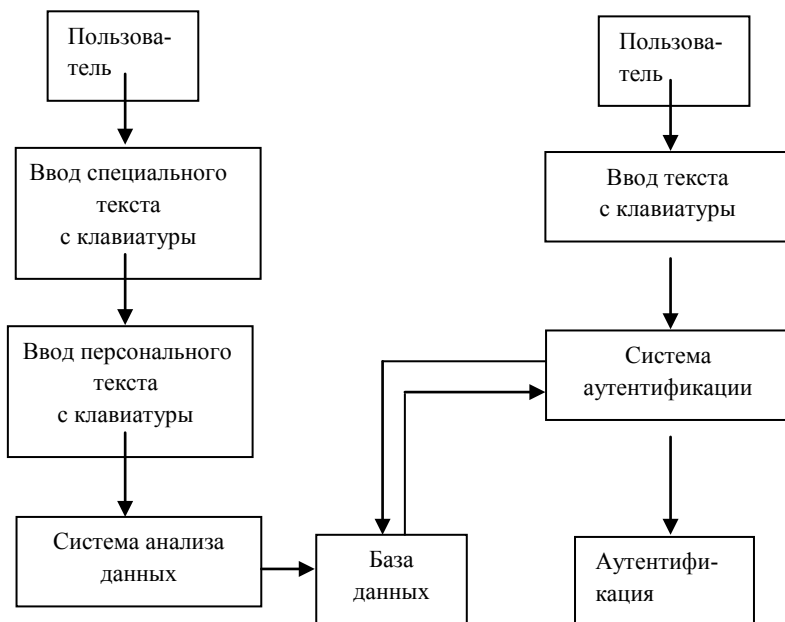 Пользова-
тель
Ввод специального
текста
с клавиатуры
Ввод персонального
текста
с клавиатуры
Система анализа
данных
База
данных
Пользова-
тель
Ввод текста
с клавиатуры
Система
аутентификации
Аутентифи-
кация